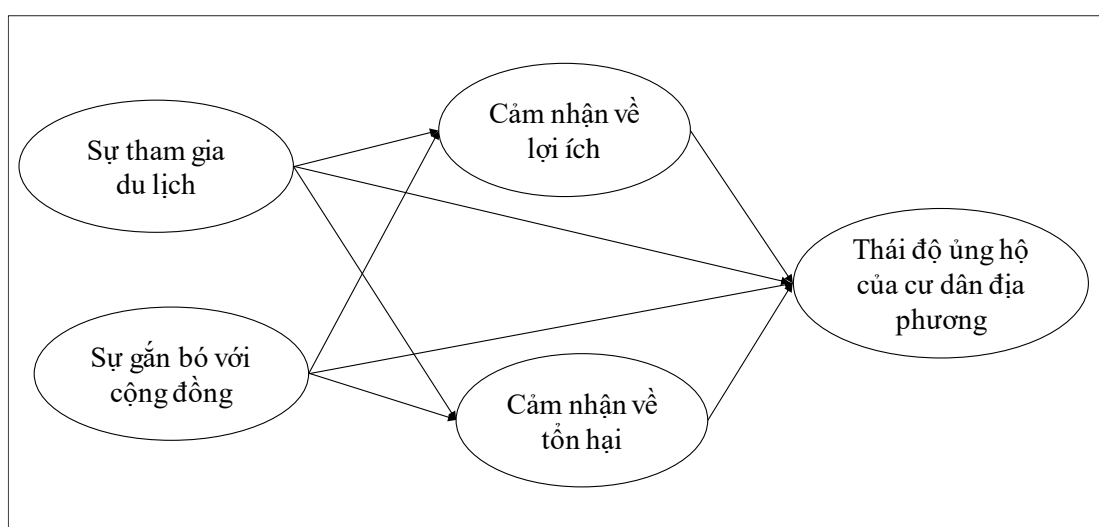 Sự tham gia
du lịch
Cảm nhận về
lợi ích
Thái độ ủng hộ
của cư dân địa
phương
Sự gắn bó với
cộng đồng
Cảm nhận về
tổn hại